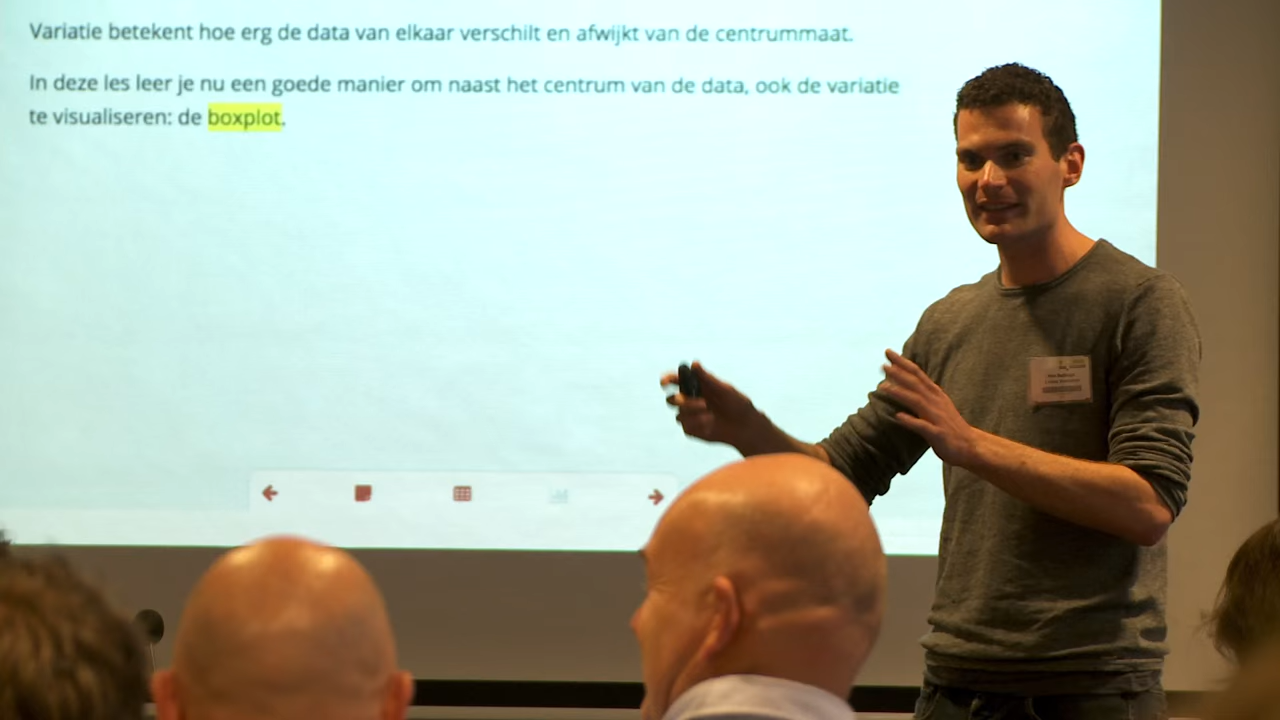 Variatie betekent hoe erg de data van elkaar verschilt en afwijkt van de centrummaat.
In deze les leer je nu een goede manier om naast het centrum van de data, ook de variatie
te visualiseren: de boxplot.